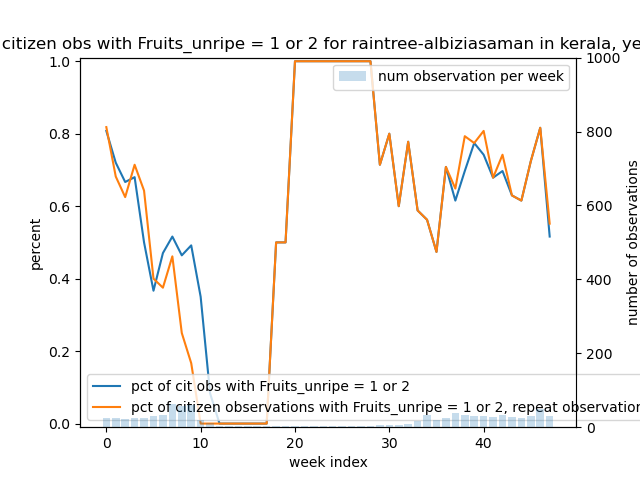 citizen obs with Fruits_unripe = 1 or 2 for raintree-albiziasaman in kerala, ye
num observation per week
1.0
0.8
0.6
0.4
0.2
0.0
percent
1000
800
600
400
200
0
number of observations
pct of cit obs with Fruits_unripe = 1 or 2
pct of citizen observations with Fruits_unripe = 1 or 2, repeat observation
0
10
20
30
40
week index